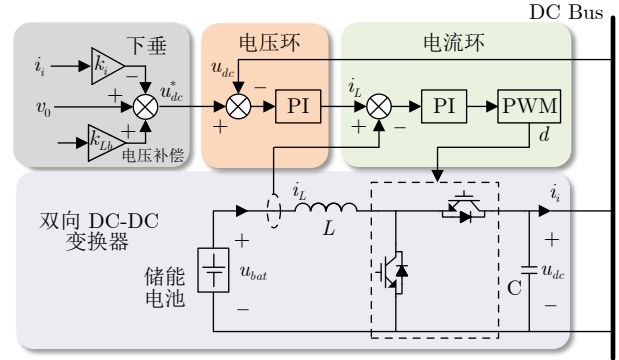 DC Bus
下垂
电压环
电流环
i_i
k_i
−
u_dc
v_0
+
u_dc^*
−
PI
i_L
PI
PWM
+
+
+
−
k_Lb
电压补偿
d
双向 DC-DC
变换器
i_L
L
i_i
储能
电池
+
u_bat
−
C
+
u_dc
−